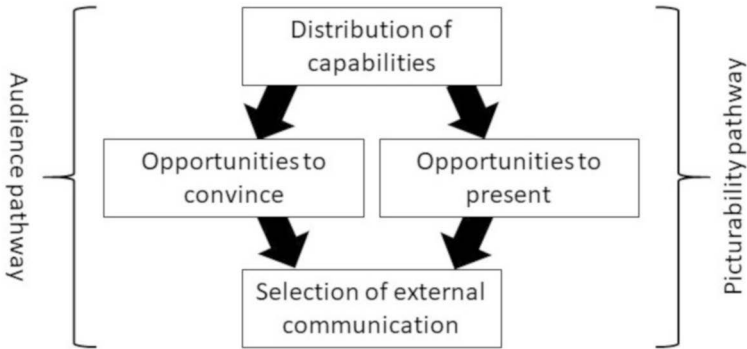 Distribution of
capabilities
Audience pathway
Opportunities to
convince
Opportunities to
present
Picturability pathway
Selection of external
communication